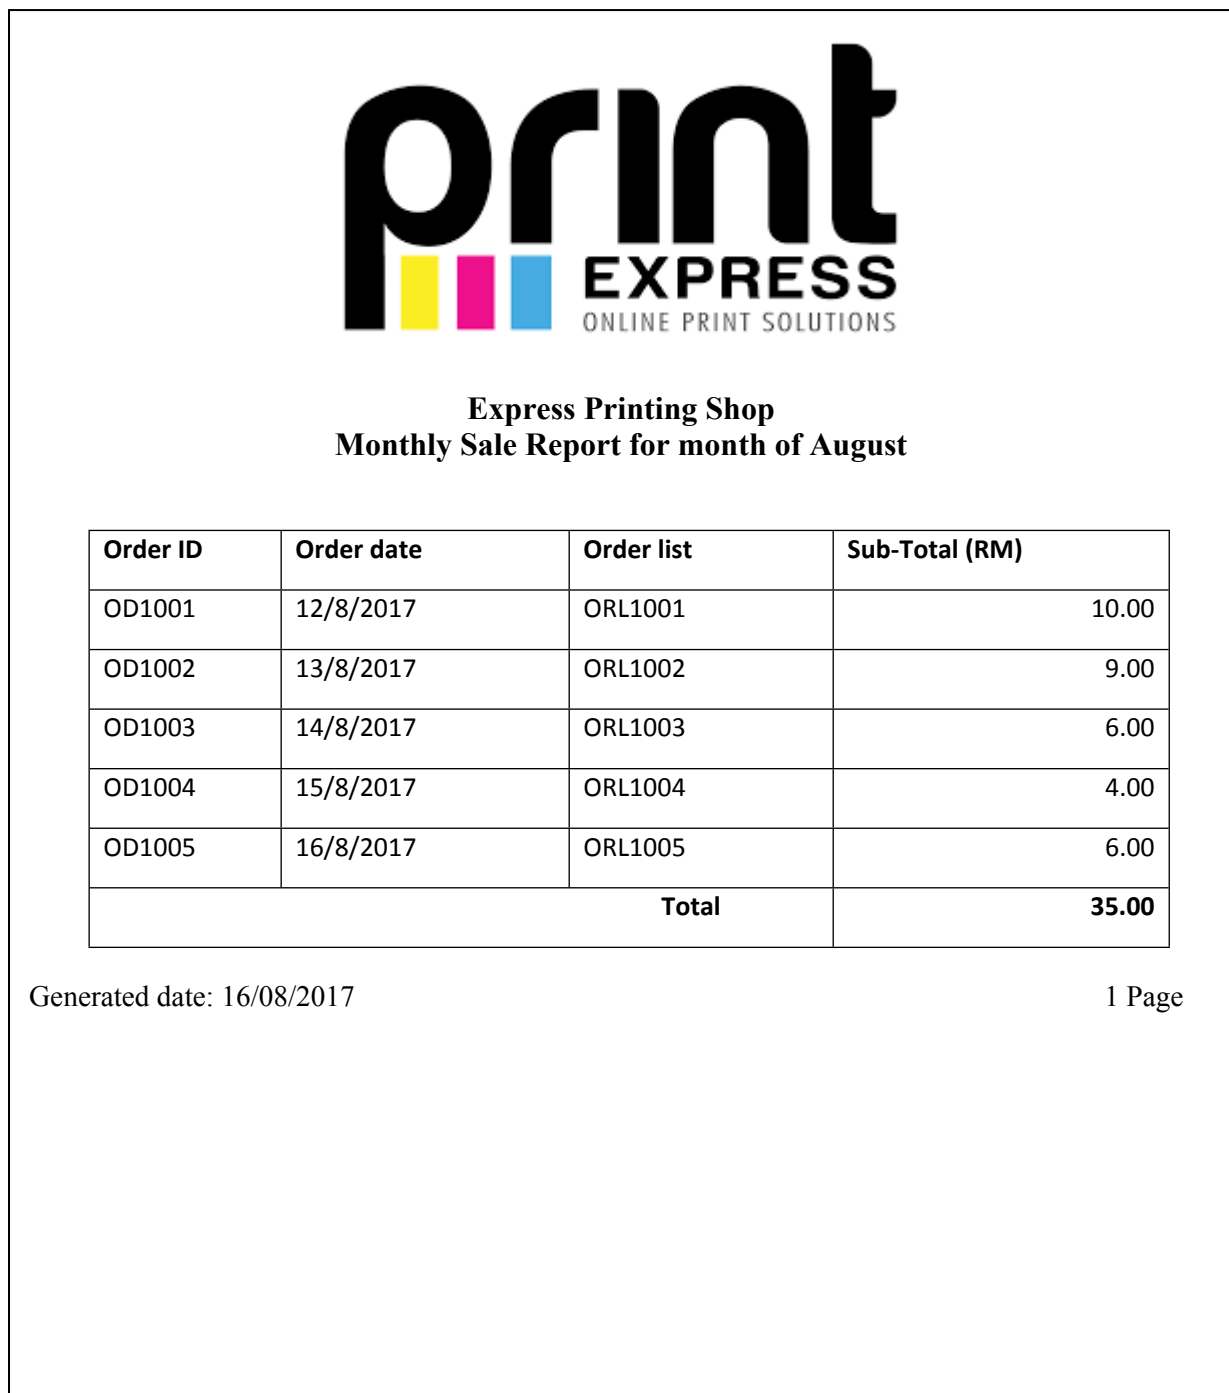 print
EXPRESS
ONLINE PRINT SOLUTIONS
Express Printing Shop
Monthly Sale Report for month of August
Order ID Order date Order list Sub-Total (RM)
OD1001 12/8/2017 ORL1001 10.00
OD1002 13/8/2017 ORL1002 9.00
OD1003 14/8/2017 ORL1003 6.00
OD1004 15/8/2017 ORL1004 4.00
OD1005 16/8/2017 ORL1005 6.00
Total 35.00
Generated date: 16/08/2017 1 Page